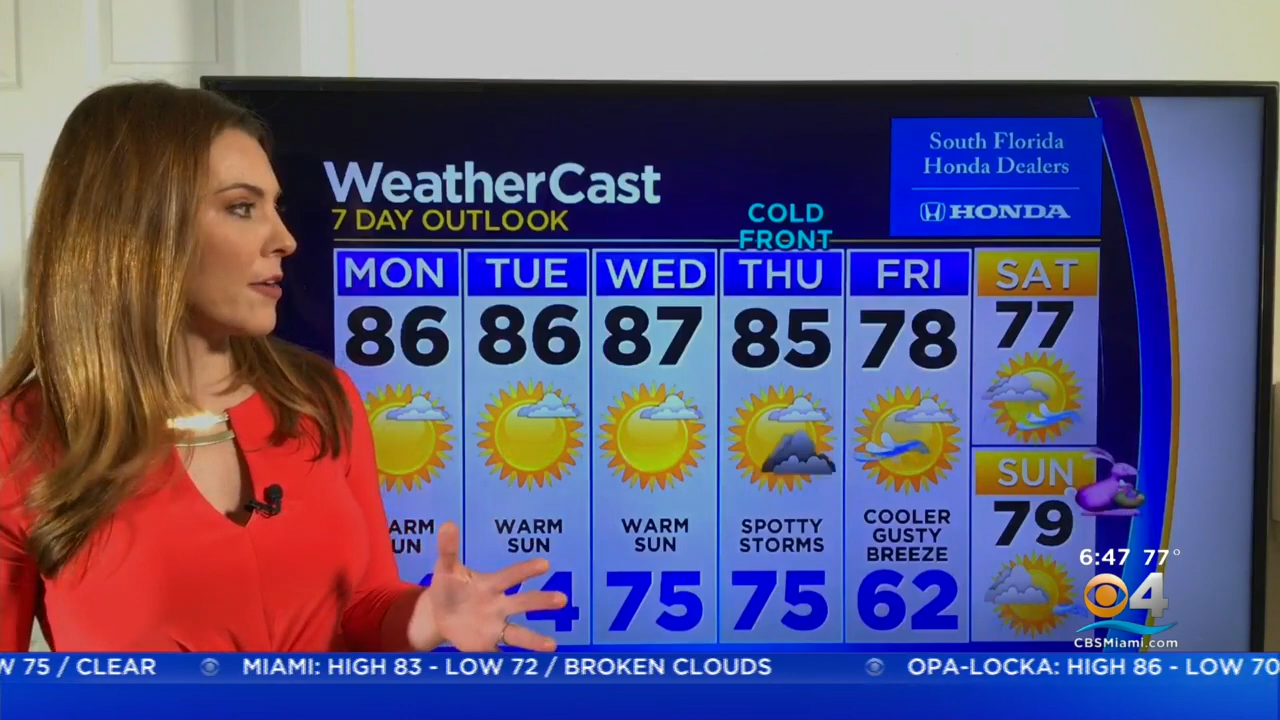 South Florida
Honda Dealers
HONDA
WeatherCast
7 DAY OUTLOOK
COLD
FRONT
MON TUE WED THU FRI SAT
86 86 87 85 78 77
SUN
79
WARM SUN
WARM SUN
SPOTTY STORMS
COOLER GUSTY BREEZE
75 75 62
6:47 77°
4
CBSMiami.com
W 75 / CLEAR MIAMI: HIGH 83 - LOW 72 / BROKEN CLOUDS OPA-LOCKA: HIGH 86 - LOW 70